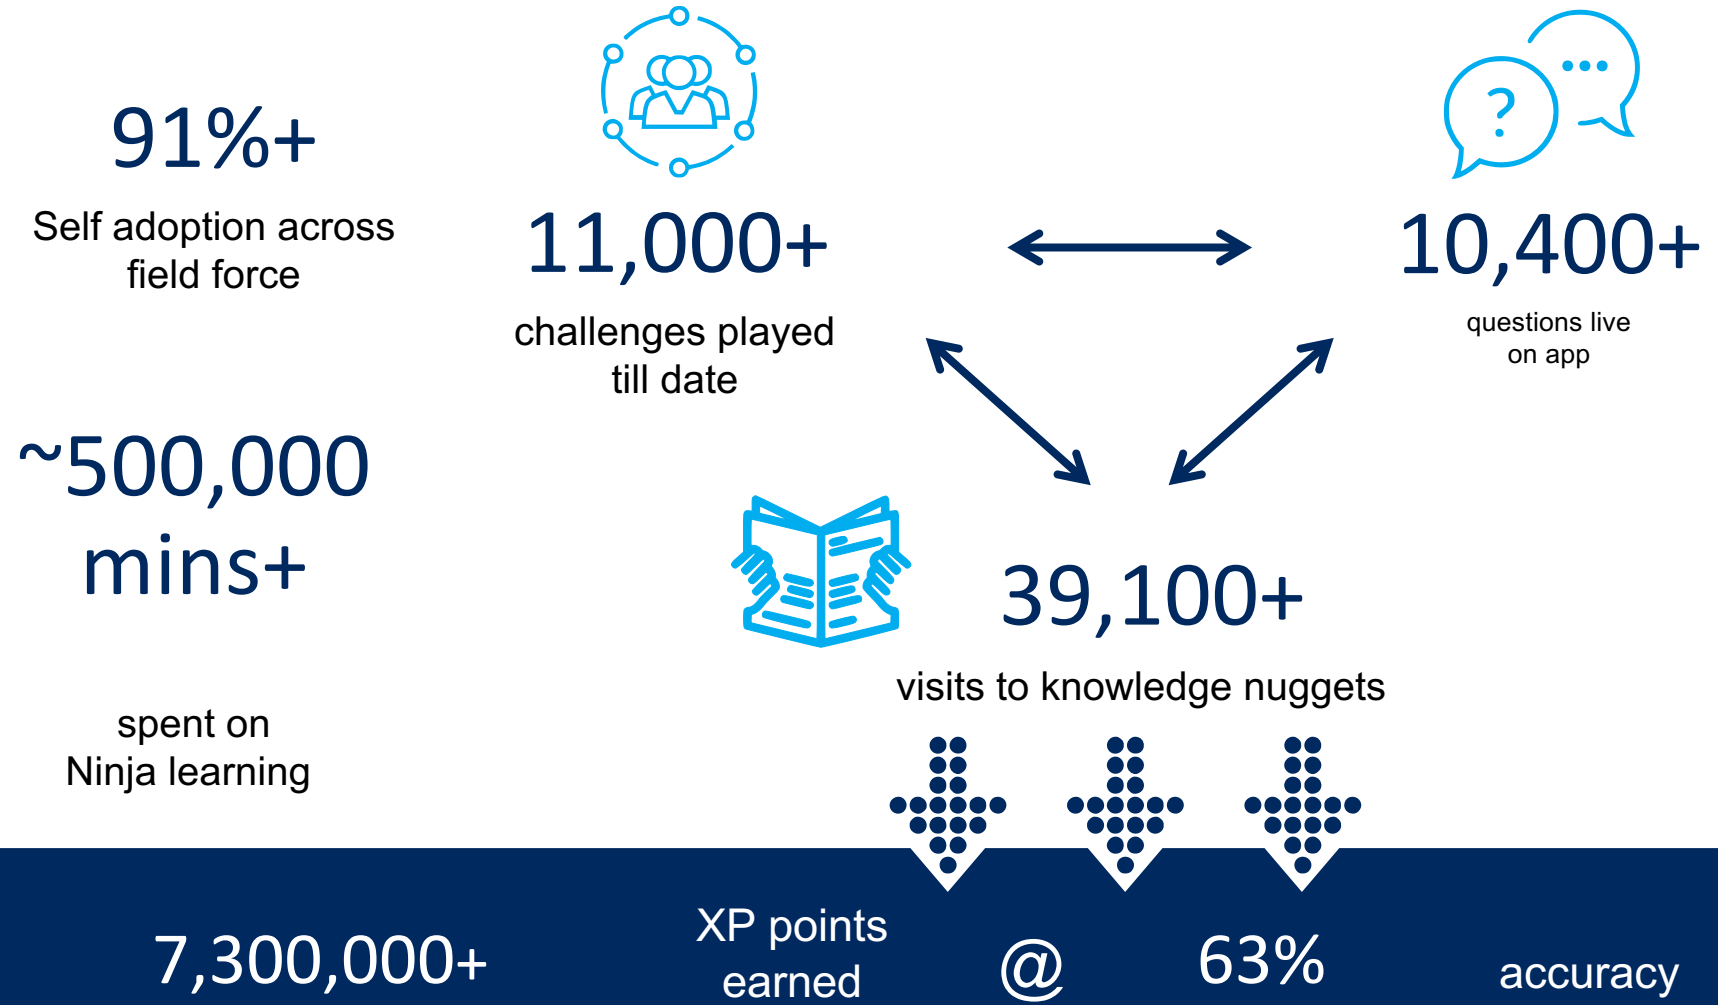 91%+
Self adoption across
field force
~500,000
mins+
spent on
Ninja learning
11,000+
challenges played
till date
?
10,400+
questions live
on app
39,100+
visits to knowledge nuggets
7,300,000+
XP points
earned
@
63%
accuracy